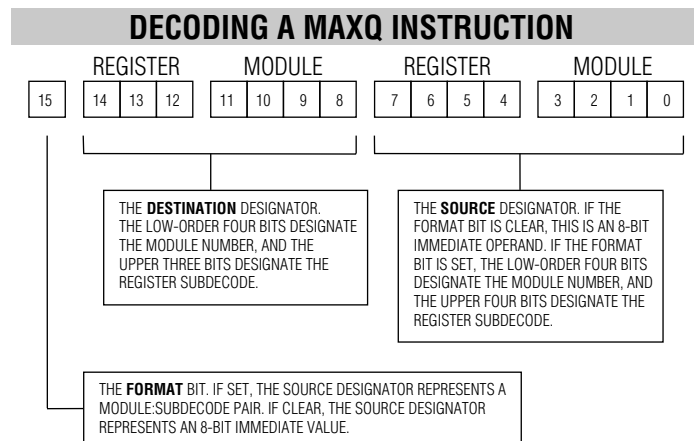 DECODING A MAXQ INSTRUCTION
REGISTER MODULE REGISTER MODULE
15 14 13 12 11 10 9 8 7 6 5 4 3 2 1 0
THE DESTINATION DESIGNATOR.
THE LOW-ORDER FOUR BITS DESIGNATE
THE MODULE NUMBER, AND THE
UPPER THREE BITS DESIGNATE THE
REGISTER SUBDECODE.
THE SOURCE DESIGNATOR. IF THE
FORMAT BIT IS CLEAR, THIS IS AN 8-BIT
IMMEDIATE OPERAND. IF THE FORMAT
BIT IS SET, THE LOW-ORDER FOUR BITS
DESIGNATE THE MODULE NUMBER, AND
THE UPPER FOUR BITS DESIGNATE THE
REGISTER SUBDECODE.
THE FORMAT BIT. IF SET, THE SOURCE DESIGNATOR REPRESENTS A
MODULE:SUBDECODE PAIR. IF CLEAR, THE SOURCE DESIGNATOR
REPRESENTS AN 8-BIT IMMEDIATE VALUE.